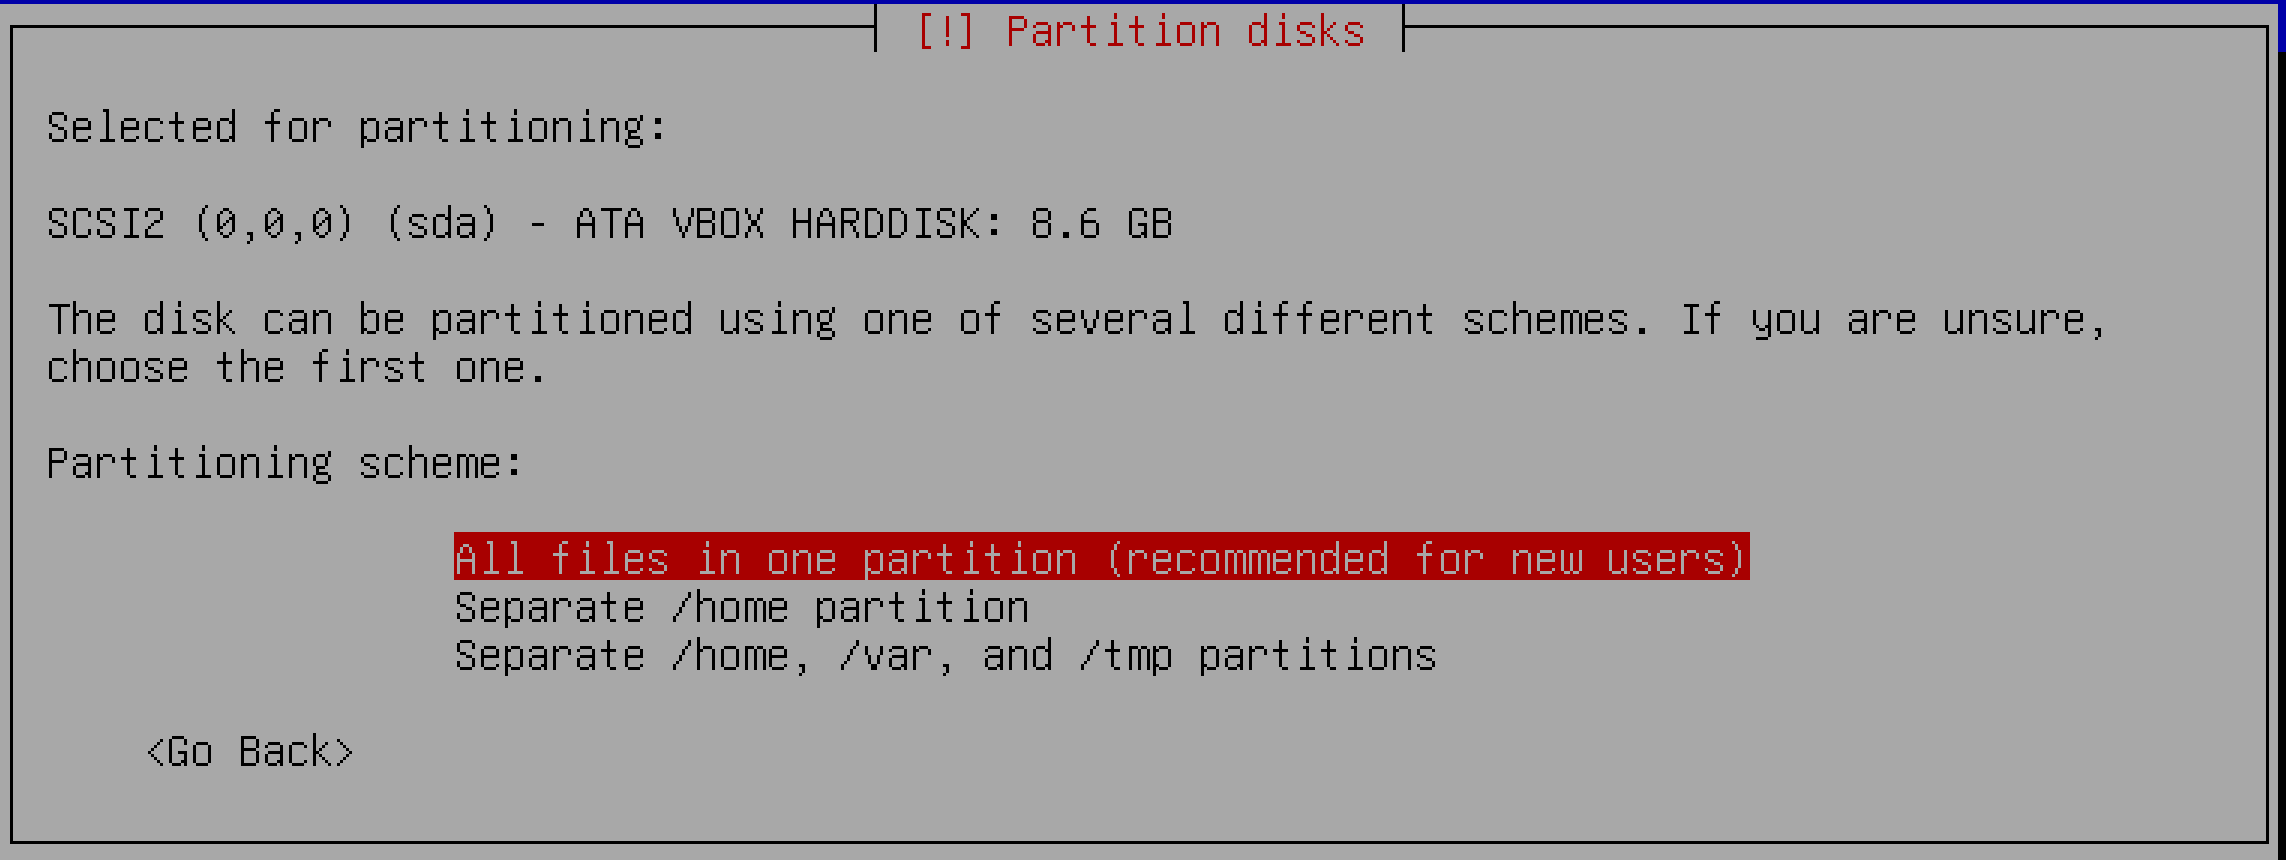 [!] Partition disks
Selected for partitioning:
SCSI2 (0,0,0) (sda) - ATA VBOX HARDDISK: 8.6 GB
The disk can be partitioned using one of several different schemes. If you are unsure,
choose the first one.
Partitioning scheme:
All files in one partition (recommended for new users)
Separate /home partition
Separate /home, /var, and /tmp partitions
<Go Back>